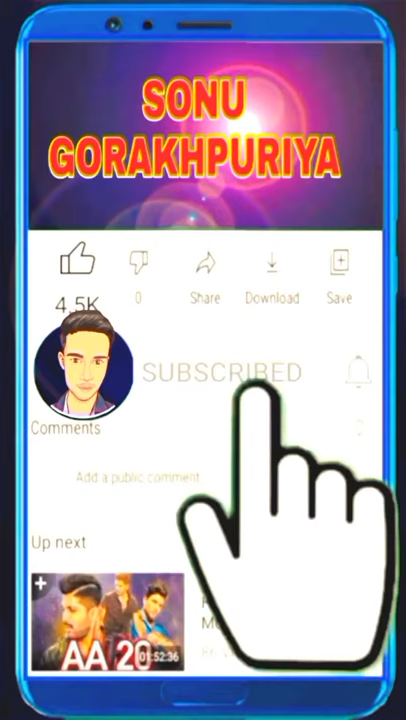 SONU
GORAKHPURIYA
4.5K
0
Share
Download
Save
SUBSCRIBED
Comments
0
Add a public comment
Up next
AA 20
01:52:36